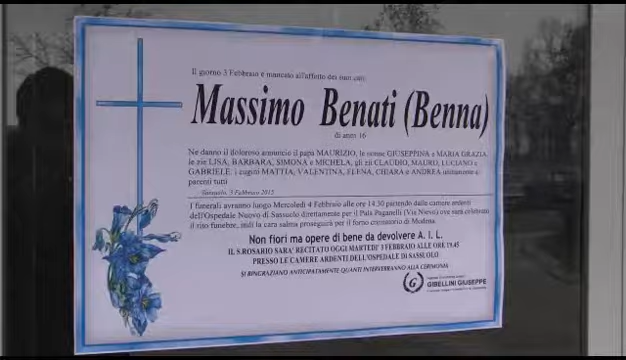 Il giorno 3 Febbraio è mancato all'affetto dei suoi cari
Massimo Benati (Benna)
di anni 16
Ne danno il doloroso annuncio il papà MAURIZIO, le nonne GIUSEPPINA e MARIA GRAZIA,
le zie LISA, BARBARA, SIMONA e MICHELA, gli zii CLAUDIO, MAURO, LUCIANO e
GABRIELE, i cugini MATTIA, VALENTINA, ELENA, CHIARA e ANDREA unitamente ai
parenti tutti
Sassuolo, 3 Febbraio 2015
I funerali avranno luogo Mercoledì 4 Febbraio alle ore 14.30 partendo dalle camere ardenti
dell'Ospedale Nuovo di Sassuolo direttamente per il Pala Paganelli (Via Nievo) ove sarà celebrato
il rito funebre, indi la cara salma proseguirà per il forno crematorio di Modena.
Non fiori ma opere di bene da devolvere A. I. L.
IL S.ROSARIO SARA' RECITATO OGGI MARTEDI' 3 FEBBRAIO ALLE ORE 19.45
PRESSO LE CAMERE ARDENTI DELL'OSPEDALE DI SASSUOLO
SI RINGRAZIANO ANTICIPATAMENTE QUANTI INTERVERRANNO ALLA CERIMONIA
G
GIBELLINI GIUSEPPE